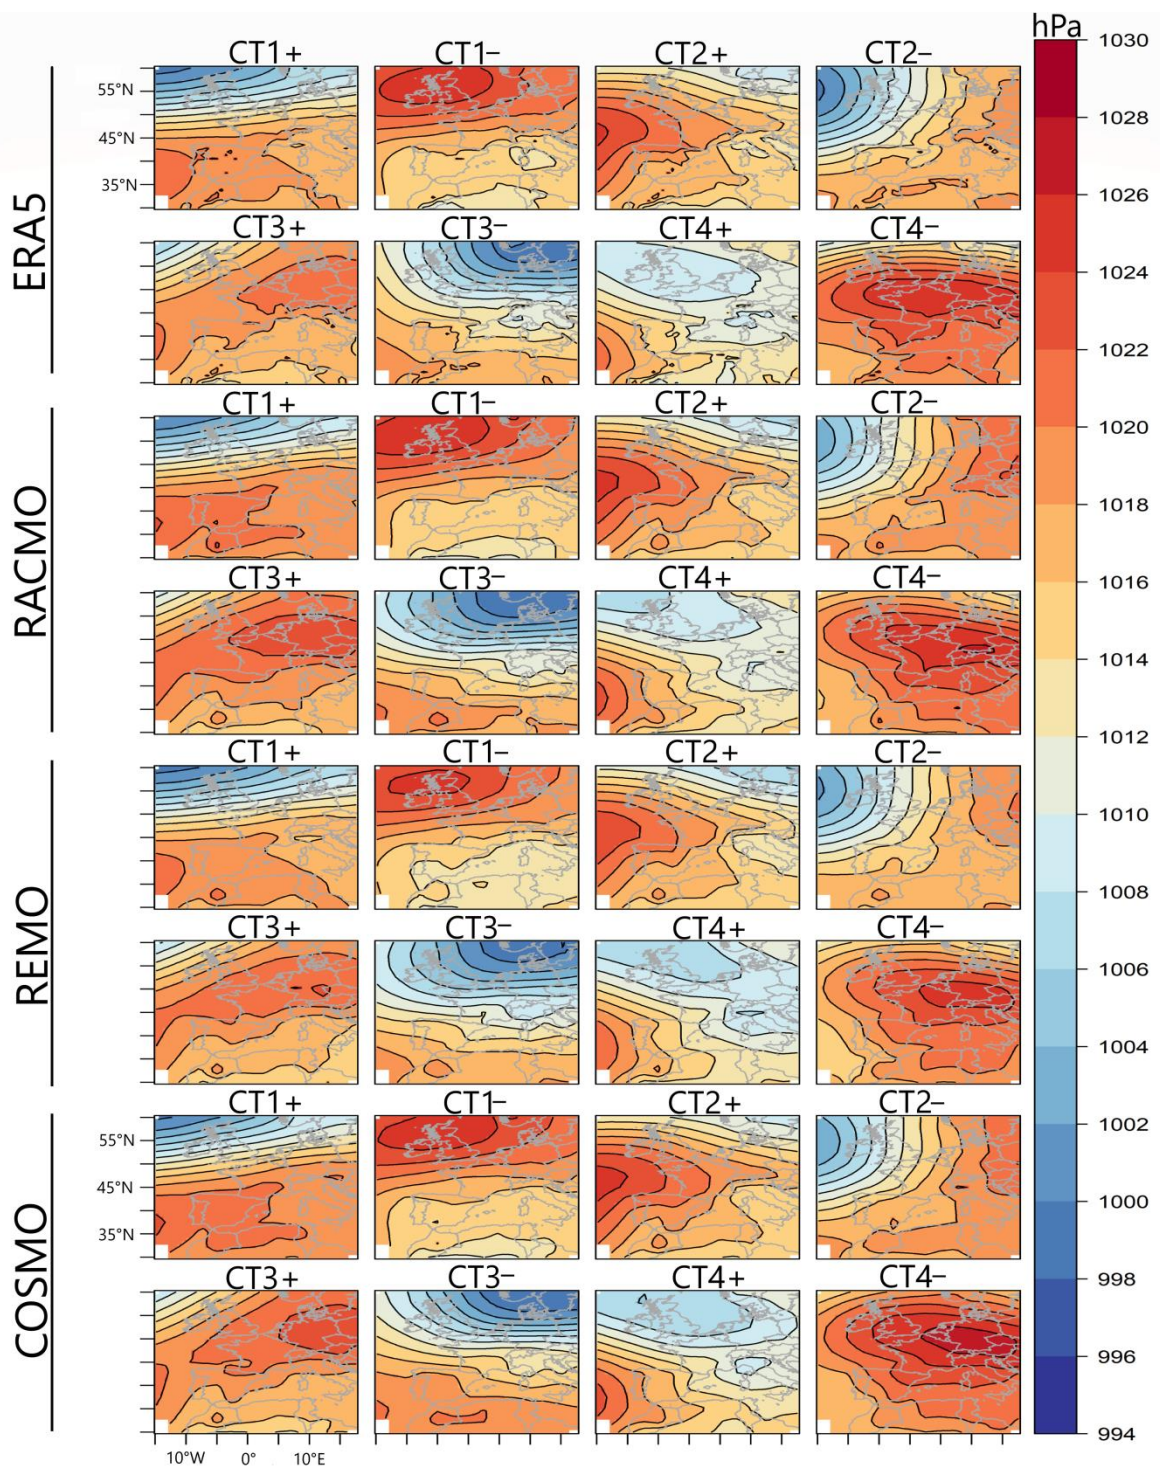 hPa
1030
1028
1026
1024
1022
1020
1018
1016
1014
1012
1010
1008
1006
1004
1002
1000
998
996
994
ERA5
CT1+ CT1− CT2+ CT2−
55°N
45°N
35°N
CT3+ CT3− CT4+ CT4−
RACMO
CT1+ CT1− CT2+ CT2−
CT3+ CT3− CT4+ CT4−
REMO
CT1+ CT1− CT2+ CT2−
CT3+ CT3− CT4+ CT4−
COSMO
CT1+ CT1− CT2+ CT2−
55°N
45°N
35°N
CT3+ CT3− CT4+ CT4−
10°W 0° 10°E